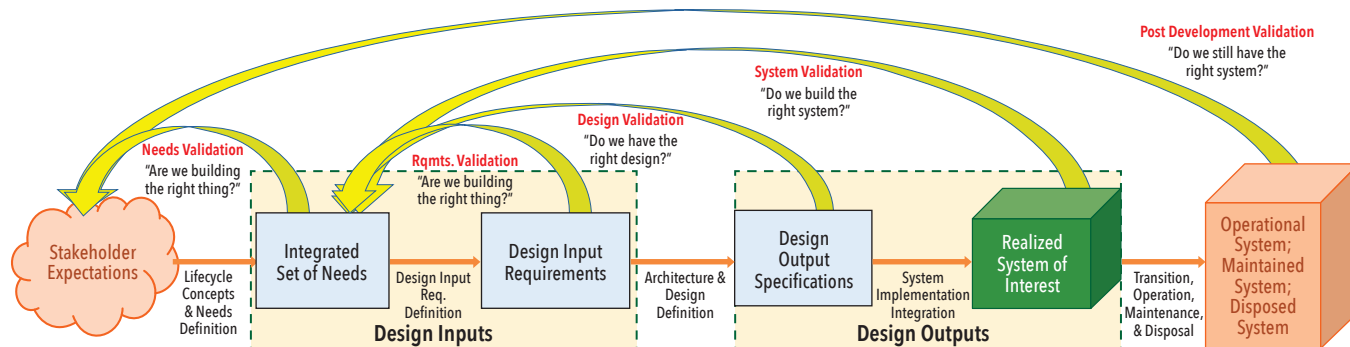 Post Development Validation
“Do we still have the
right system?”
System Validation
“Do we build the
right system?”
Design Validation
“Do we have the
right design?”
Needs Validation
“Are we building
the right thing?”
Rqmts. Validation
“Are we building
the right thing?”
Stakeholder
Expectations
Lifecycle
Concepts
& Needs
Definition
Integrated
Set of Needs
Design Input
Req.
Definition
Design Input
Requirements
Design Inputs
Architecture &
Design
Definition
Design
Output
Specifications
System
Implementation
Integration
Realized
System of
Interest
Design Outputs
Transition,
Operation,
Maintenance,
& Disposal
Operational
System;
Maintained
System;
Disposed
System